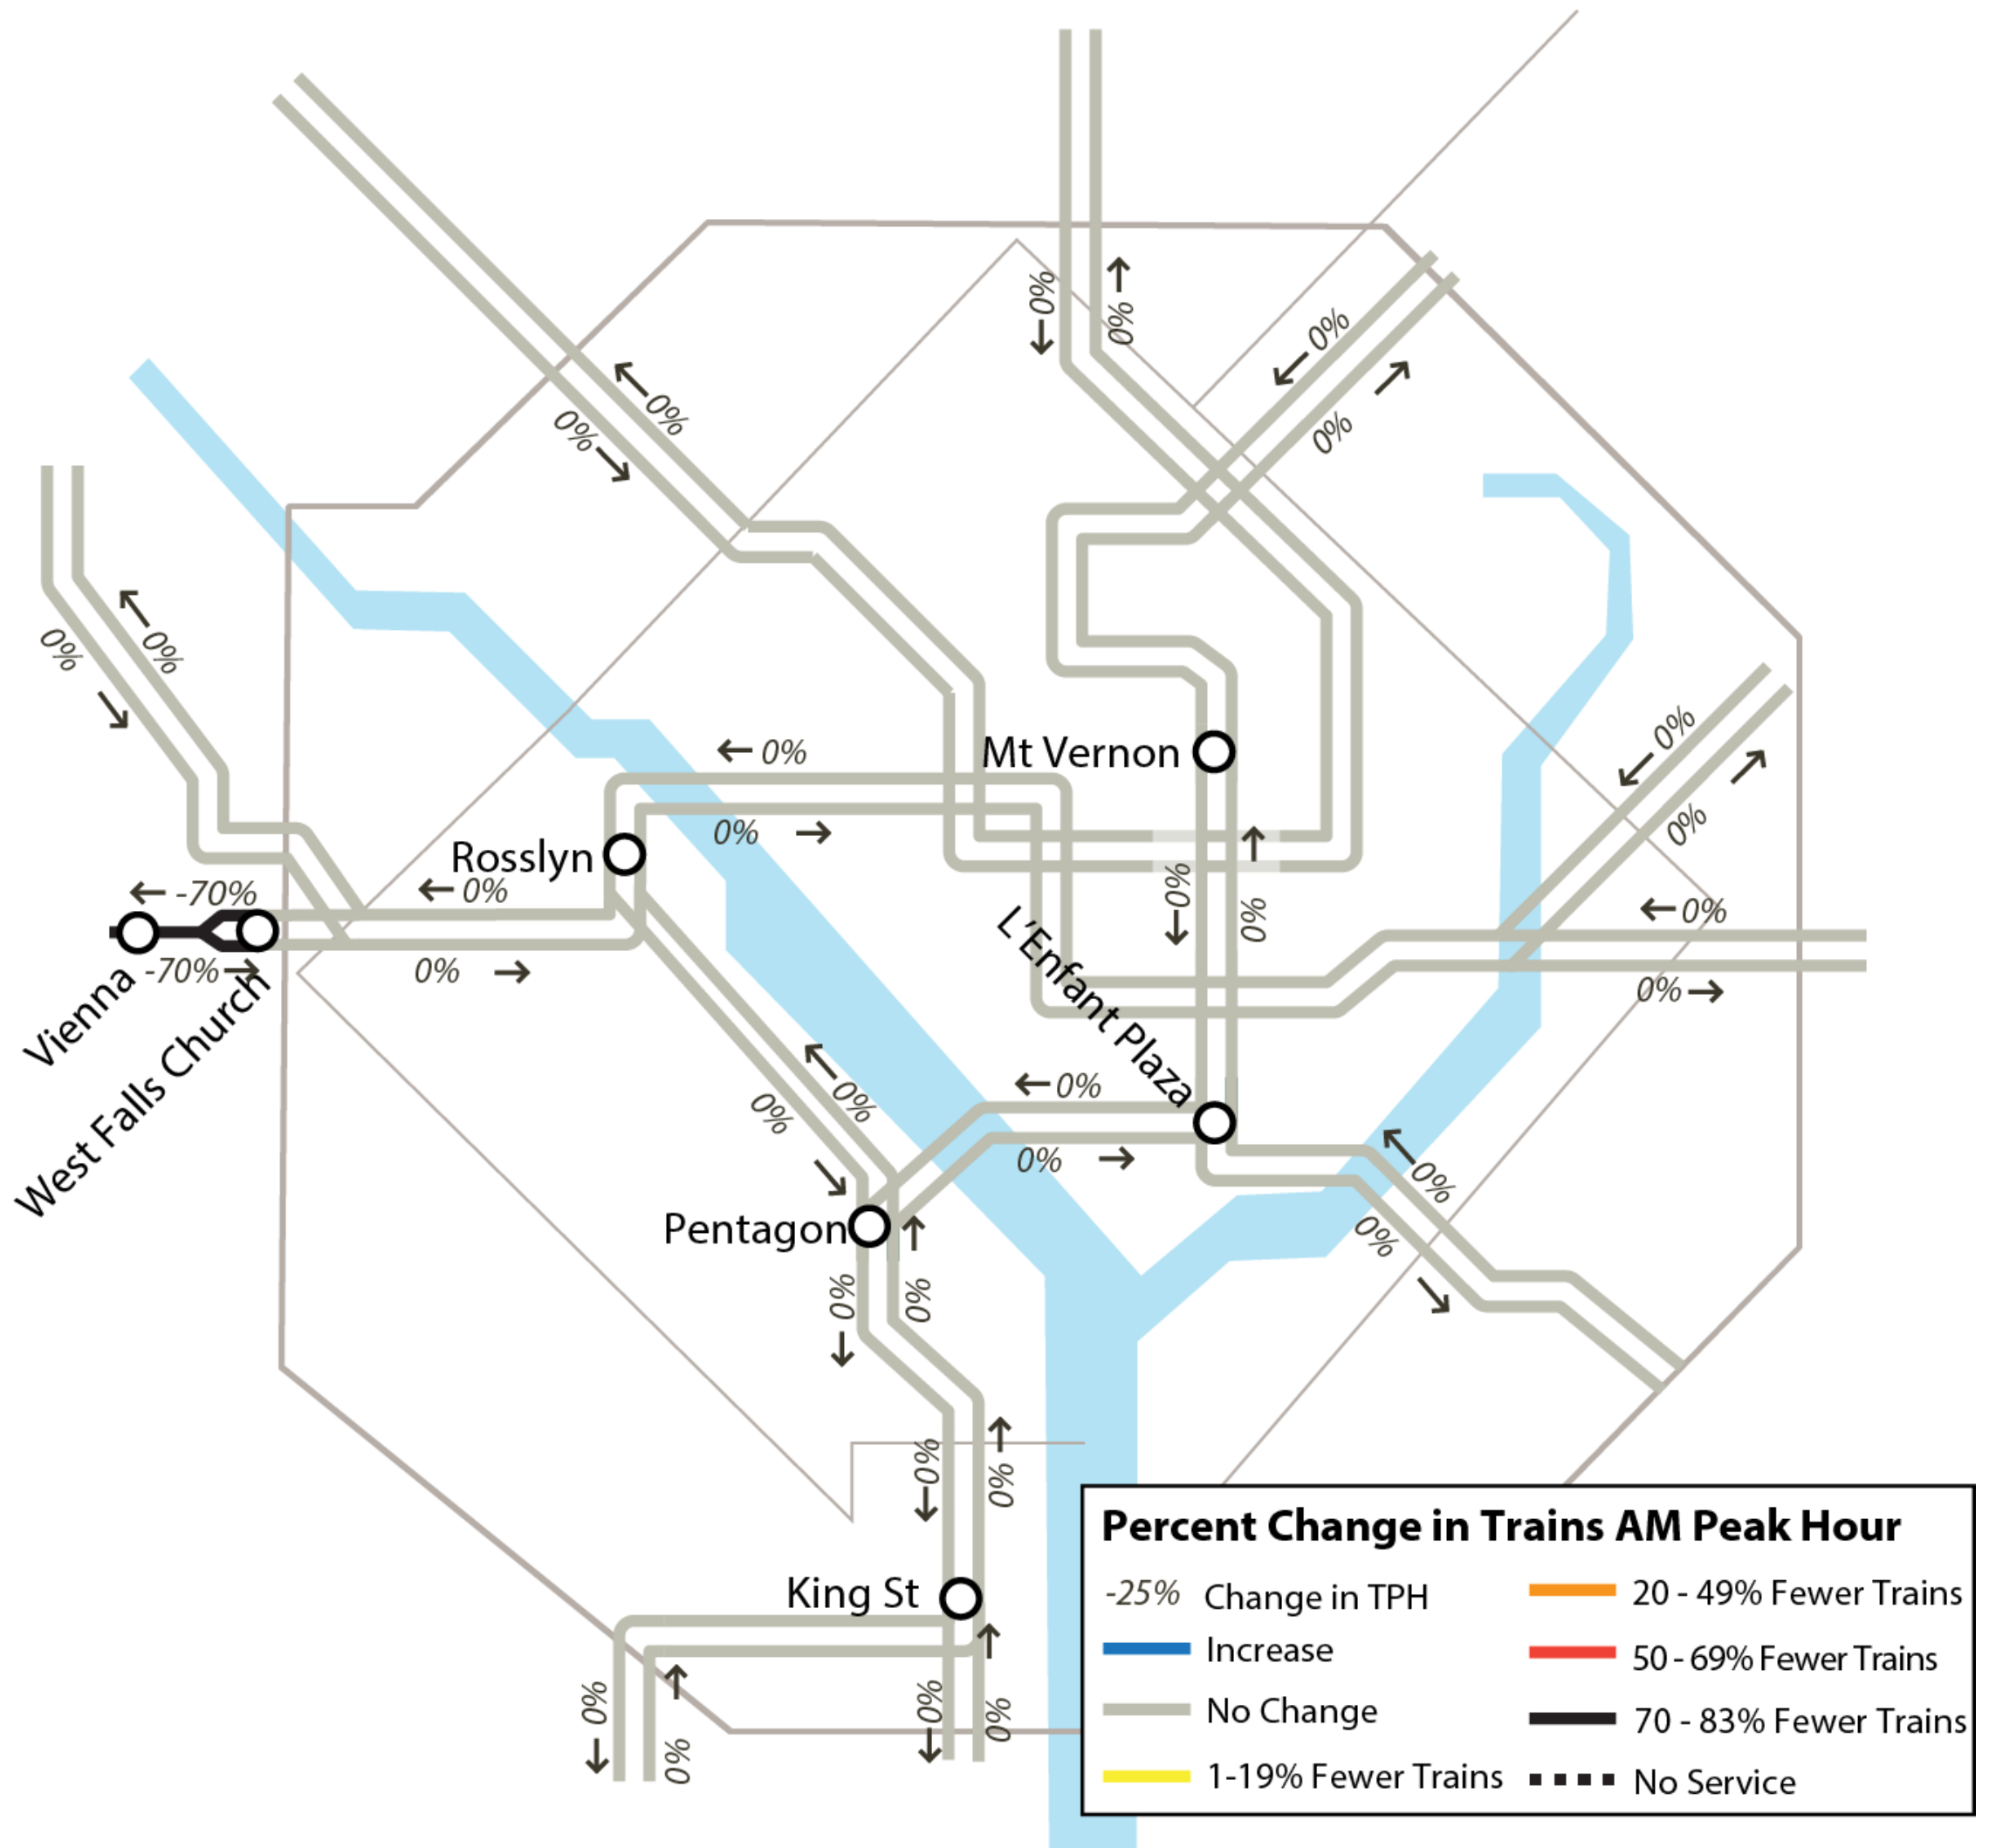 0%
0%
0%
0%
0%
0%
0%
0%
0%
0%
0%
0%
Mt Vernon
0%
0%
Rosslyn
0%
-70%
0%
0%
0%
L'Enfant Plaza
0%
-70%
0%
0%
Vienna
West Falls Church
0%
0%
0%
0%
0%
0%
Pentagon
0%
0%
0%
0%
0%
King St
0%
0%
0%
0%
Percent Change in Trains AM Peak Hour
-25% Change in TPH
Increase
No Change
1-19% Fewer Trains
20 - 49% Fewer Trains
50 - 69% Fewer Trains
70 - 83% Fewer Trains
No Service